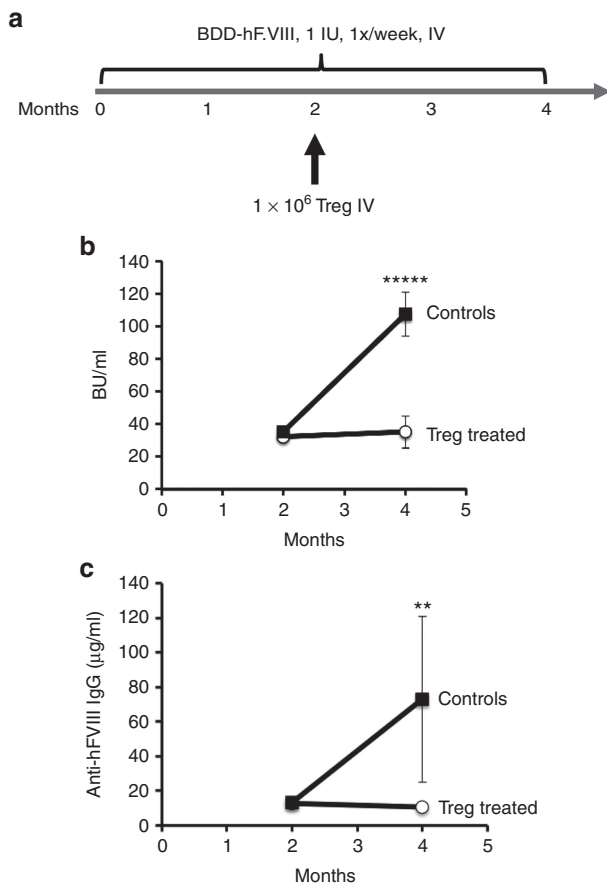 a
BDD-hF.VIII, 1 IU, 1x/week, IV
Months 0 1 2 3 4
1 × 10⁶ Treg IV
b
140
120
100
80
60
40
20
0
BU/ml
*****
Controls
Treg treated
0 1 2 3 4 5
Months
c
140
120
100
80
60
40
20
0
Anti-hFVIII IgG (µg/ml)
**
Controls
Treg treated
0 1 2 3 4 5
Months